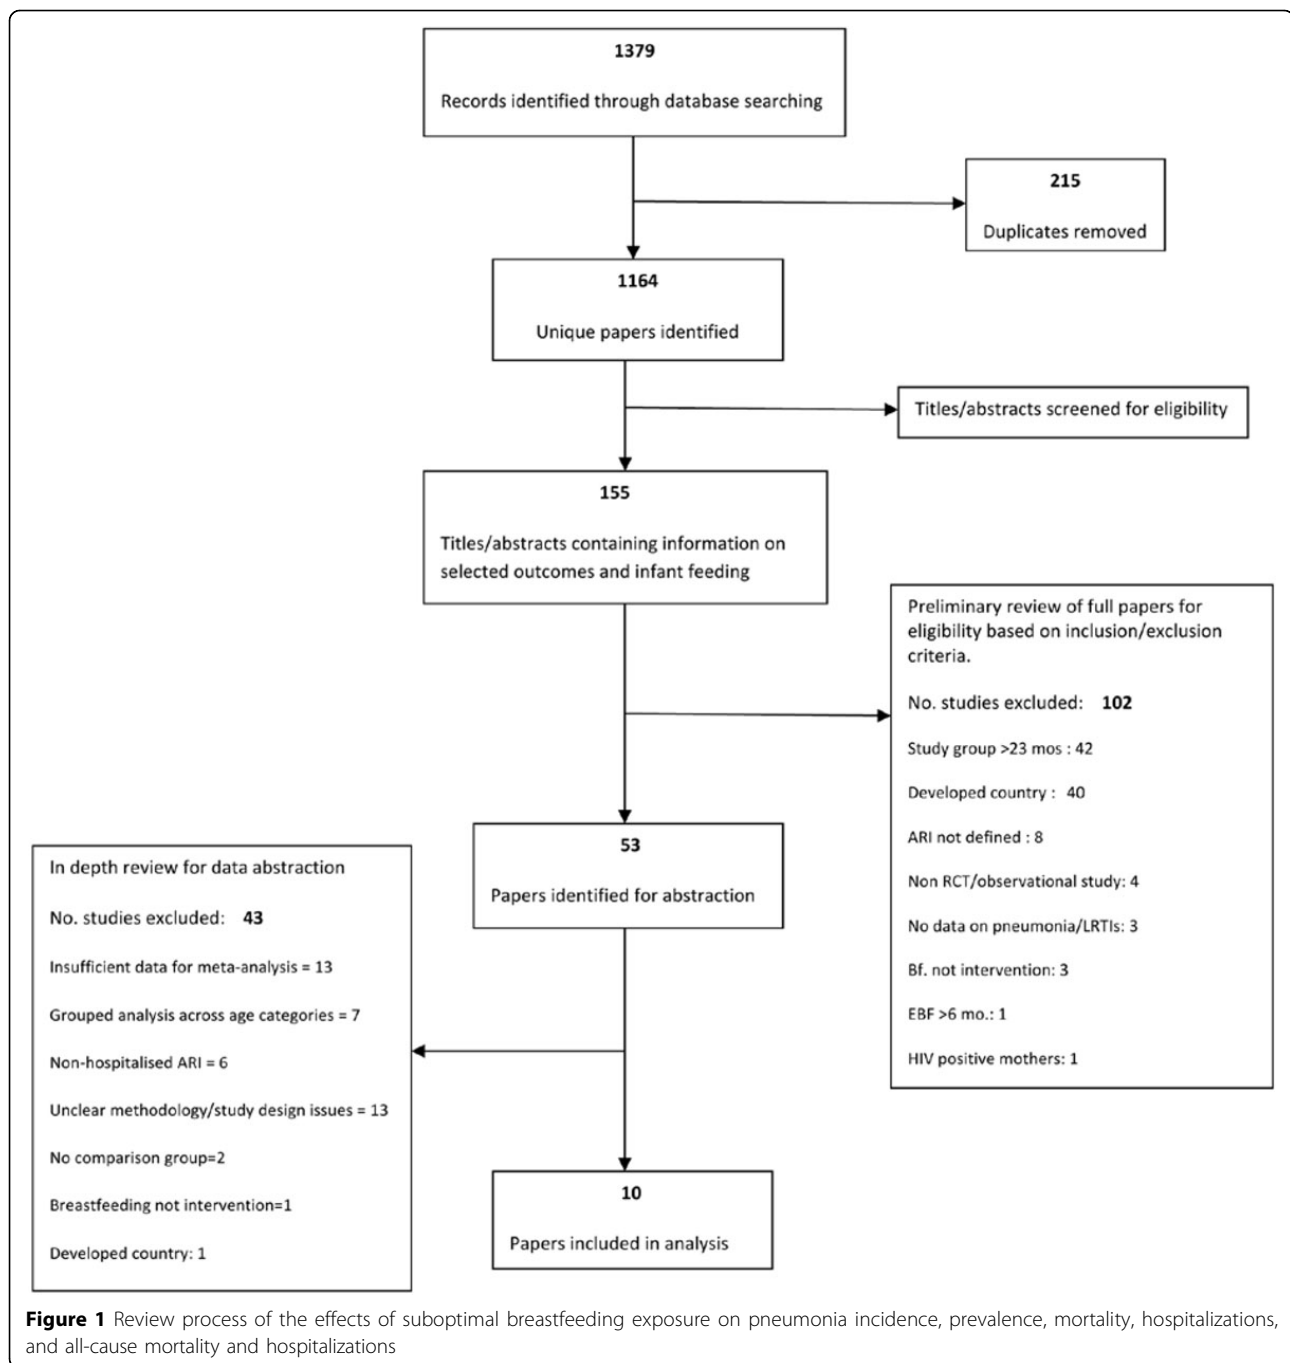 1379
Records identified through database searching
215
Duplicates removed
1164
Unique papers identified
Titles/abstracts screened for eligibility
155
Titles/abstracts containing information on
selected outcomes and infant feeding
Preliminary review of full papers for
eligibility based on inclusion/exclusion
criteria.
No. studies excluded: 102
Study group >23 mos : 42
Developed country : 40
ARI not defined : 8
Non RCT/observational study: 4
No data on pneumonia/LRTIs: 3
Bf. not intervention: 3
EBF >6 mo.: 1
HIV positive mothers: 1
53
Papers identified for abstraction
In depth review for data abstraction
No. studies excluded: 43
Insufficient data for meta-analysis = 13
Grouped analysis across age categories = 7
Non-hospitalised ARI = 6
Unclear methodology/study design issues = 13
No comparison group=2
Breastfeeding not intervention=1
Developed country: 1
10
Papers included in analysis
Figure 1 Review process of the effects of suboptimal breastfeeding exposure on pneumonia incidence, prevalence, mortality, hospitalizations,
and all-cause mortality and hospitalizations